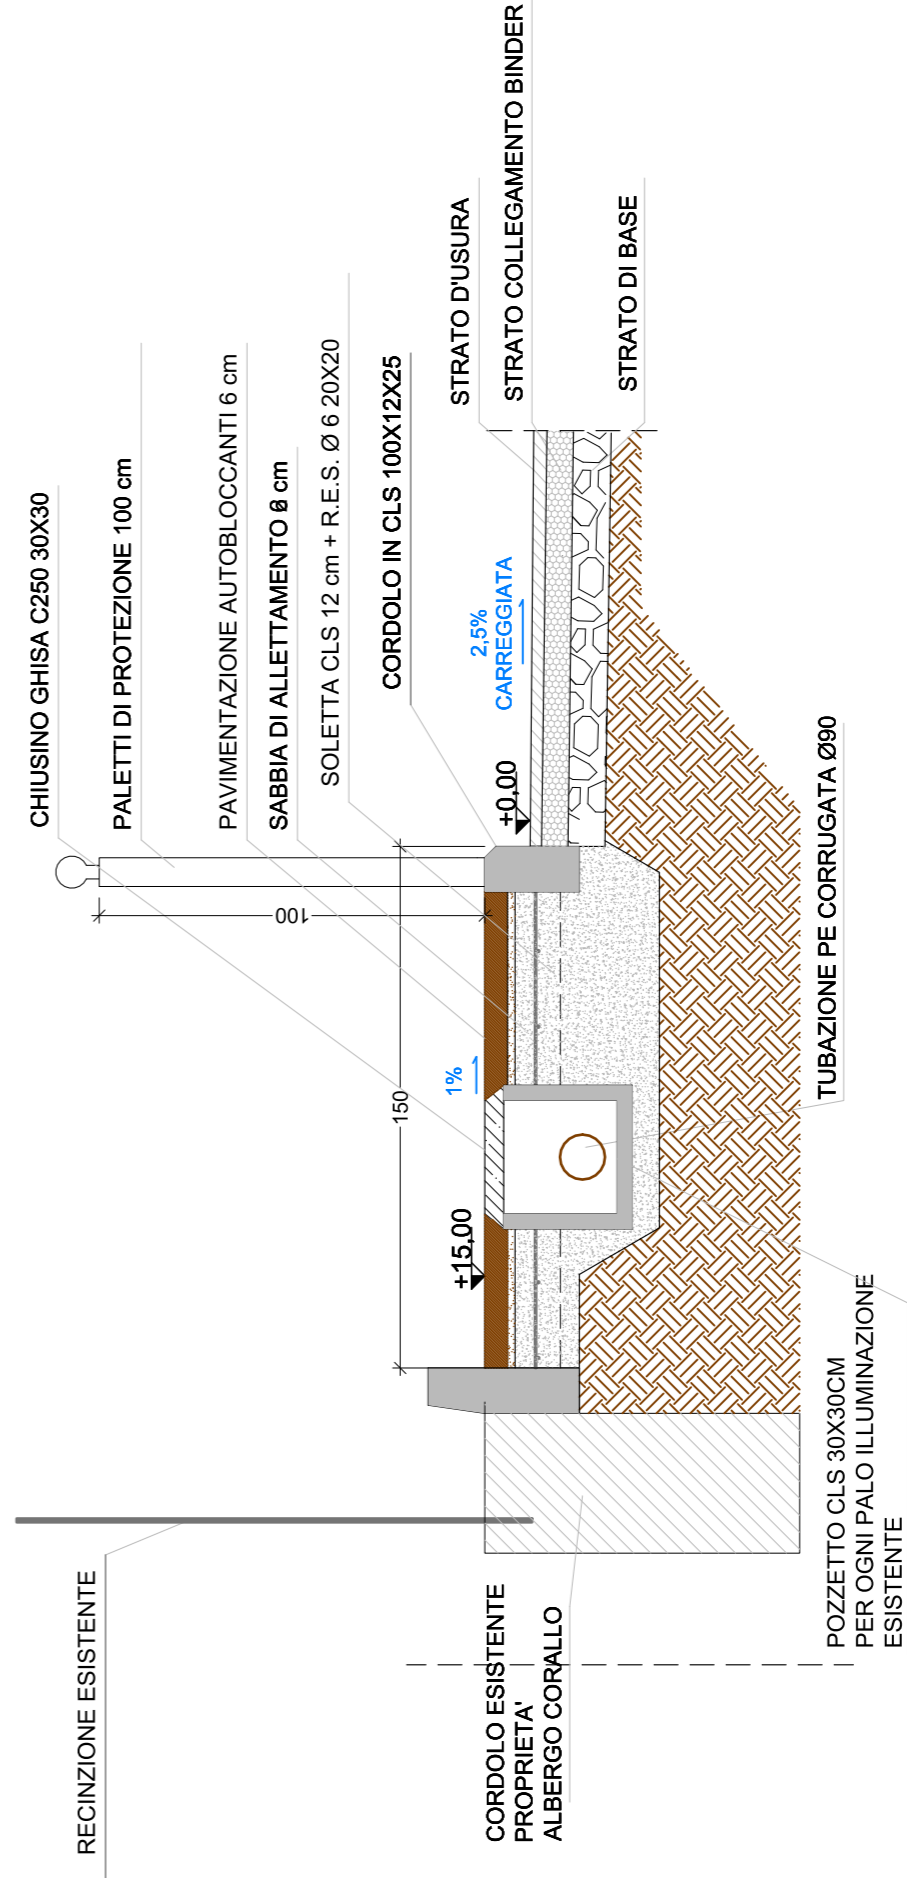 CHIUSINO GHISA C250 30X30
PALETTI DI PROTEZIONE 100 cm
PAVIMENTAZIONE AUTOBLOCCANTI 6 cm
SABBIA DI ALLETTAMENTO cm
SOLETTA CLS 12 cm + R.E.S. Ø 6 20X20
CORDOLO IN CLS 100X12X25
STRATO D'USURA
STRATO COLLEGAMENTO BINDER
STRATO DI BASE
RECINZIONE ESISTENTE
100
150
1%
2,5%
CARREGGIATA
+15,00
+0,00
CORDOLO ESISTENTE
PROPRIETA'
ALBERGO CORALLO
POZZETTO CLS 30X30CM
PER OGNI PALO ILLUMINAZIONE
ESISTENTE
TUBAZIONE PE CORRUGATA Ø90